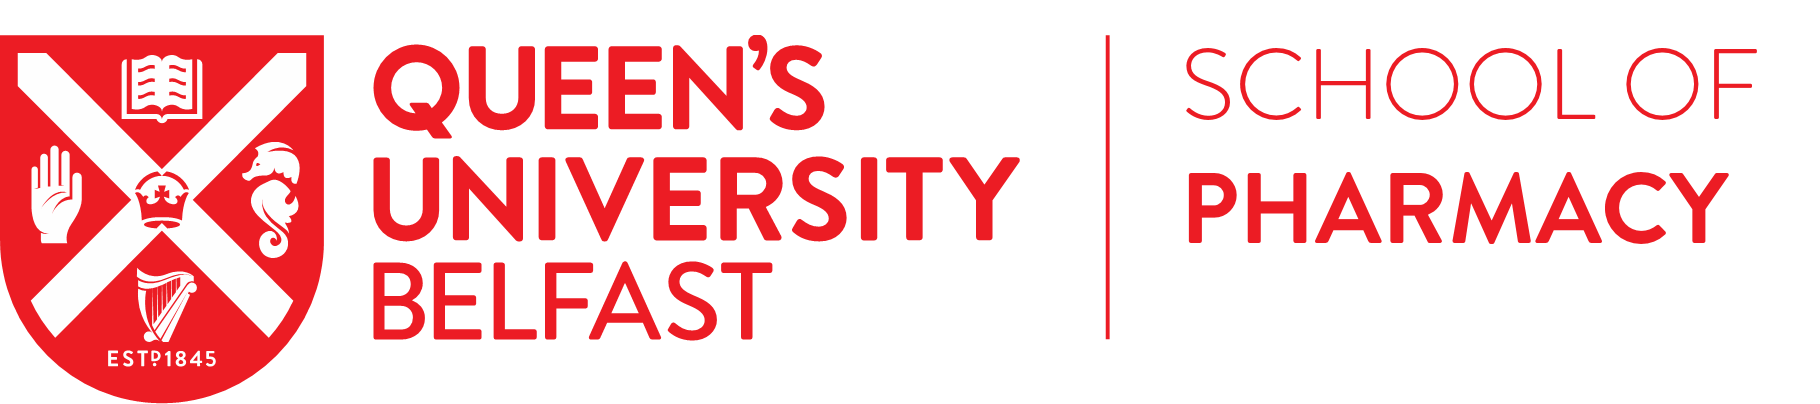 QUEEN'S
UNIVERSITY
BELFAST
SCHOOL OF
PHARMACY
ESTD 1845